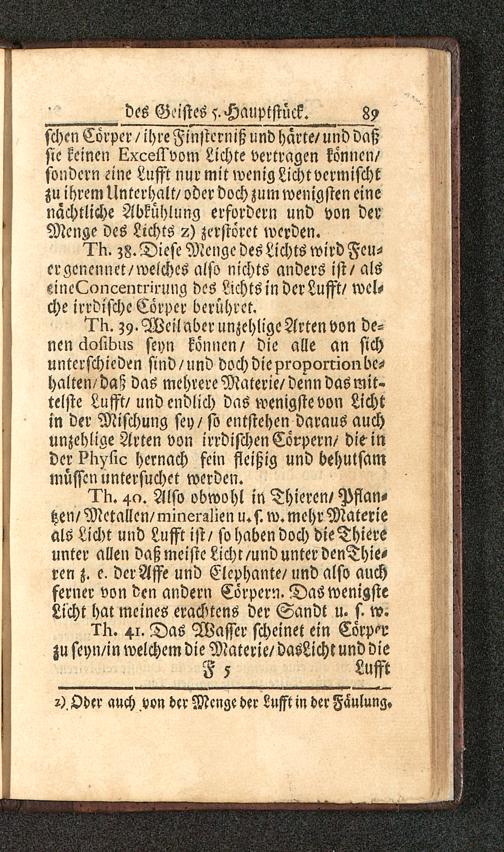 des Geistes 5. Hauptstück. 89
schen Cörper / ihre Finsterniß und härte / und daß
sie keinen Excess vom Lichte vertragen können /
sondern eine Lufft nur mit wenig Licht vermischt
zu ihrem Unterhalt / oder doch zum wenigsten eine
nächtliche Abkühlung erfordern und von der
Menge des Lichts z) zerstöret werden.
Th. 38. Diese Menge des Lichts wird Feu-
er genennet / welches also nichts anders ist / als
eine Concentrirung des Lichts in der Lufft / wel-
che irrdische Cörper berühret.
Th. 39. Weil aber unzehlige Arten von de-
nen dosibus seyn können / die alle an sich
unterschieden sind / und doch die proportion be-
halten / daß das mehrere Materie / denn das mit-
telste Lufft / und endlich das wenigste von Licht
in der Mischung sey / so entstehen daraus auch
unzehlige Arten von irrdischen Cörpern / die in
der Physic hernach fein fleißig und behutsam
müssen untersuchet werden.
Th. 40. Also obwohl in Thieren / Pflan-
tzen / Metallen / mineralien u. s. w. mehr Materie
als Licht und Lufft ist / so haben doch die Thiere
unter allen daß meiste Licht / und unter den Thie-
ren z. e. der Affe und Elephante / und also auch
ferner von den andern Cörpern. Das wenigste
Licht hat meines erachtens der Sandt u. s. w.
Th. 41. Das Wasser scheinet ein Cörper
zu seyn / in welchem die Materie / das Licht und die
F 5 Lufft
z) Oder auch von der Menge der Lufft in der Fäulung.